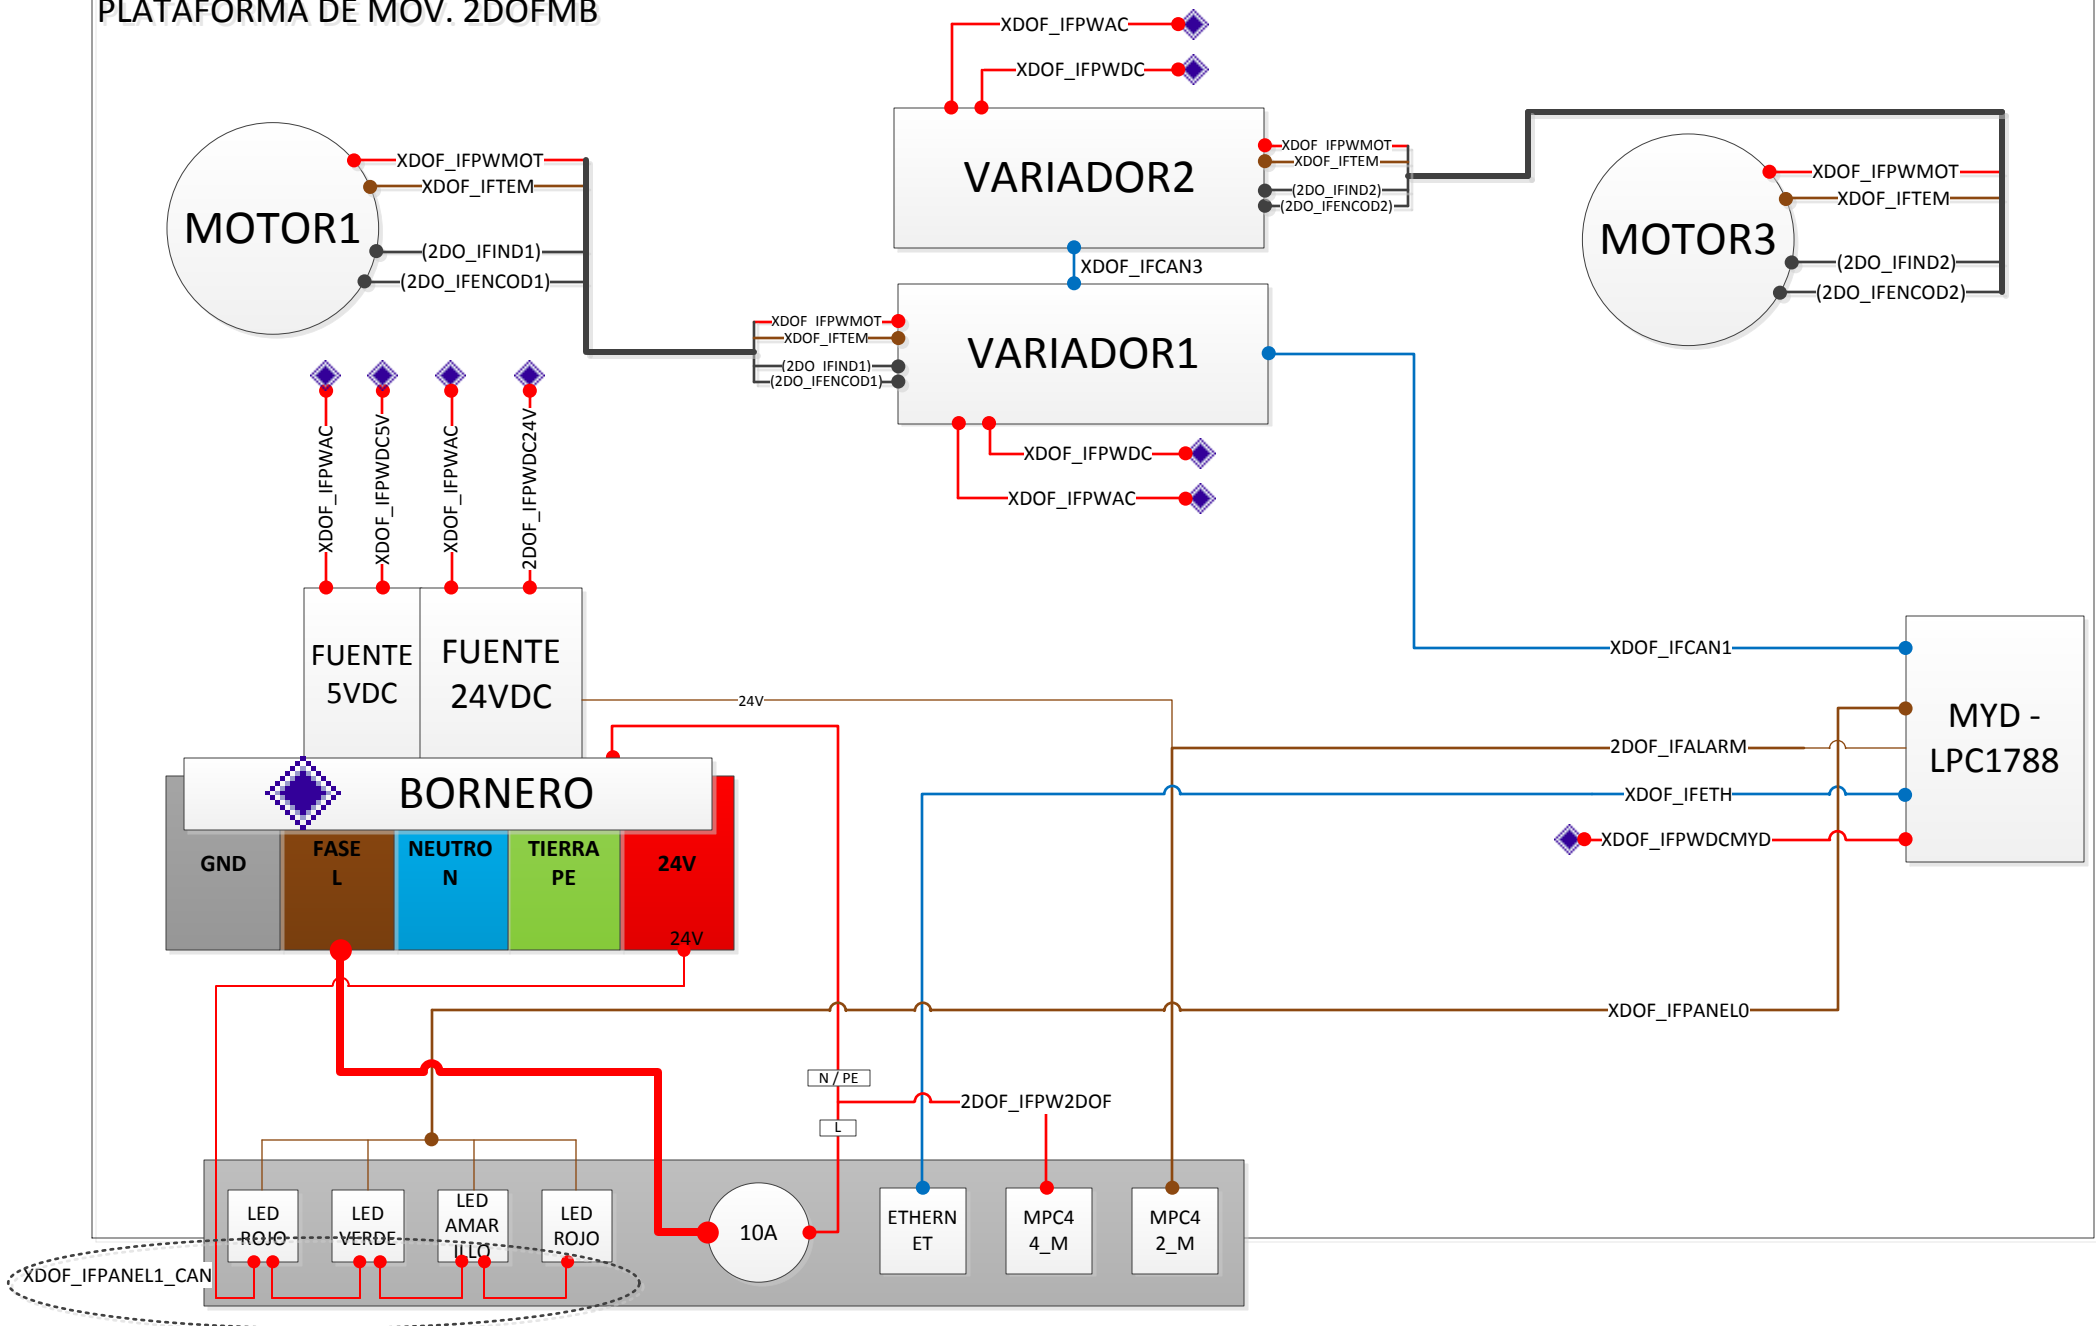 PLATAFORMA DE MOV. 2DOFMB
XDOF_IFPWAC
XDOF_IFPWDC
MOTOR1
XDOF_IFPWMOT
XDOF_IFTEM
(2DO_IFIND1)
(2DO_IFENCOD1)
VARIADOR2
XDOF_IFPWMOT
XDOF_IFTEM
(2DO_IFIND2)
(2DO_IFENCOD2)
MOTOR3
XDOF_IFPWMOT
XDOF_IFTEM
(2DO_IFIND2)
(2DO_IFENCOD2)
XDOF_IFCAN3
XDOF_IFPWMOT
XDOF_IFTEM
(2DO_IFIND1)
(2DO_IFENCOD1)
VARIADOR1
XDOF_IFPWDC
XDOF_IFPWAC
XDOF_IFPWAC
XDOF_IFPWDC5V
XDOF_IFPWAC
2DOF_IFPWDC24V
FUENTE
5VDC
FUENTE
24VDC
24V
XDOF_IFCAN1
2DOF_IFALARM
XDOF_IFETH
XDOF_IFPWDCMYD
MYD -
LPC1788
BORNERO
GND
FASE
L
NEUTRO
N
TIERRA
PE
24V
24V
XDOF_IFPANEL0
N / PE
2DOF_IFPW2DOF
L
LED
ROJO
LED
VERDE
LED
AMAR
ILLO
LED
ROJO
10A
ETHERN
ET
MPC4
4_M
MPC4
2_M
XDOF_IFPANEL1_CAN